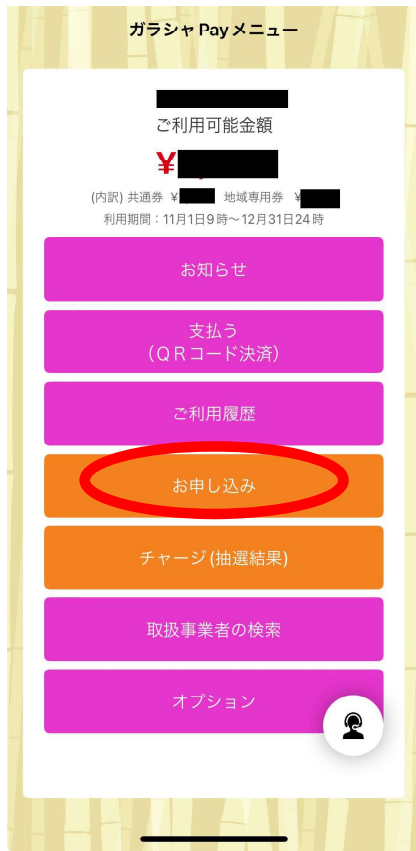 ガラシャPayメニュー
ご利用可能金額
¥
(内訳) 共通券 ¥ 地域専用券 ¥
利用期間：11月1日9時～12月31日24時
お知らせ
支払う
（ＱＲコード決済）
ご利用履歴
お申し込み
チャージ(抽選結果)
取扱事業者の検索
オプション